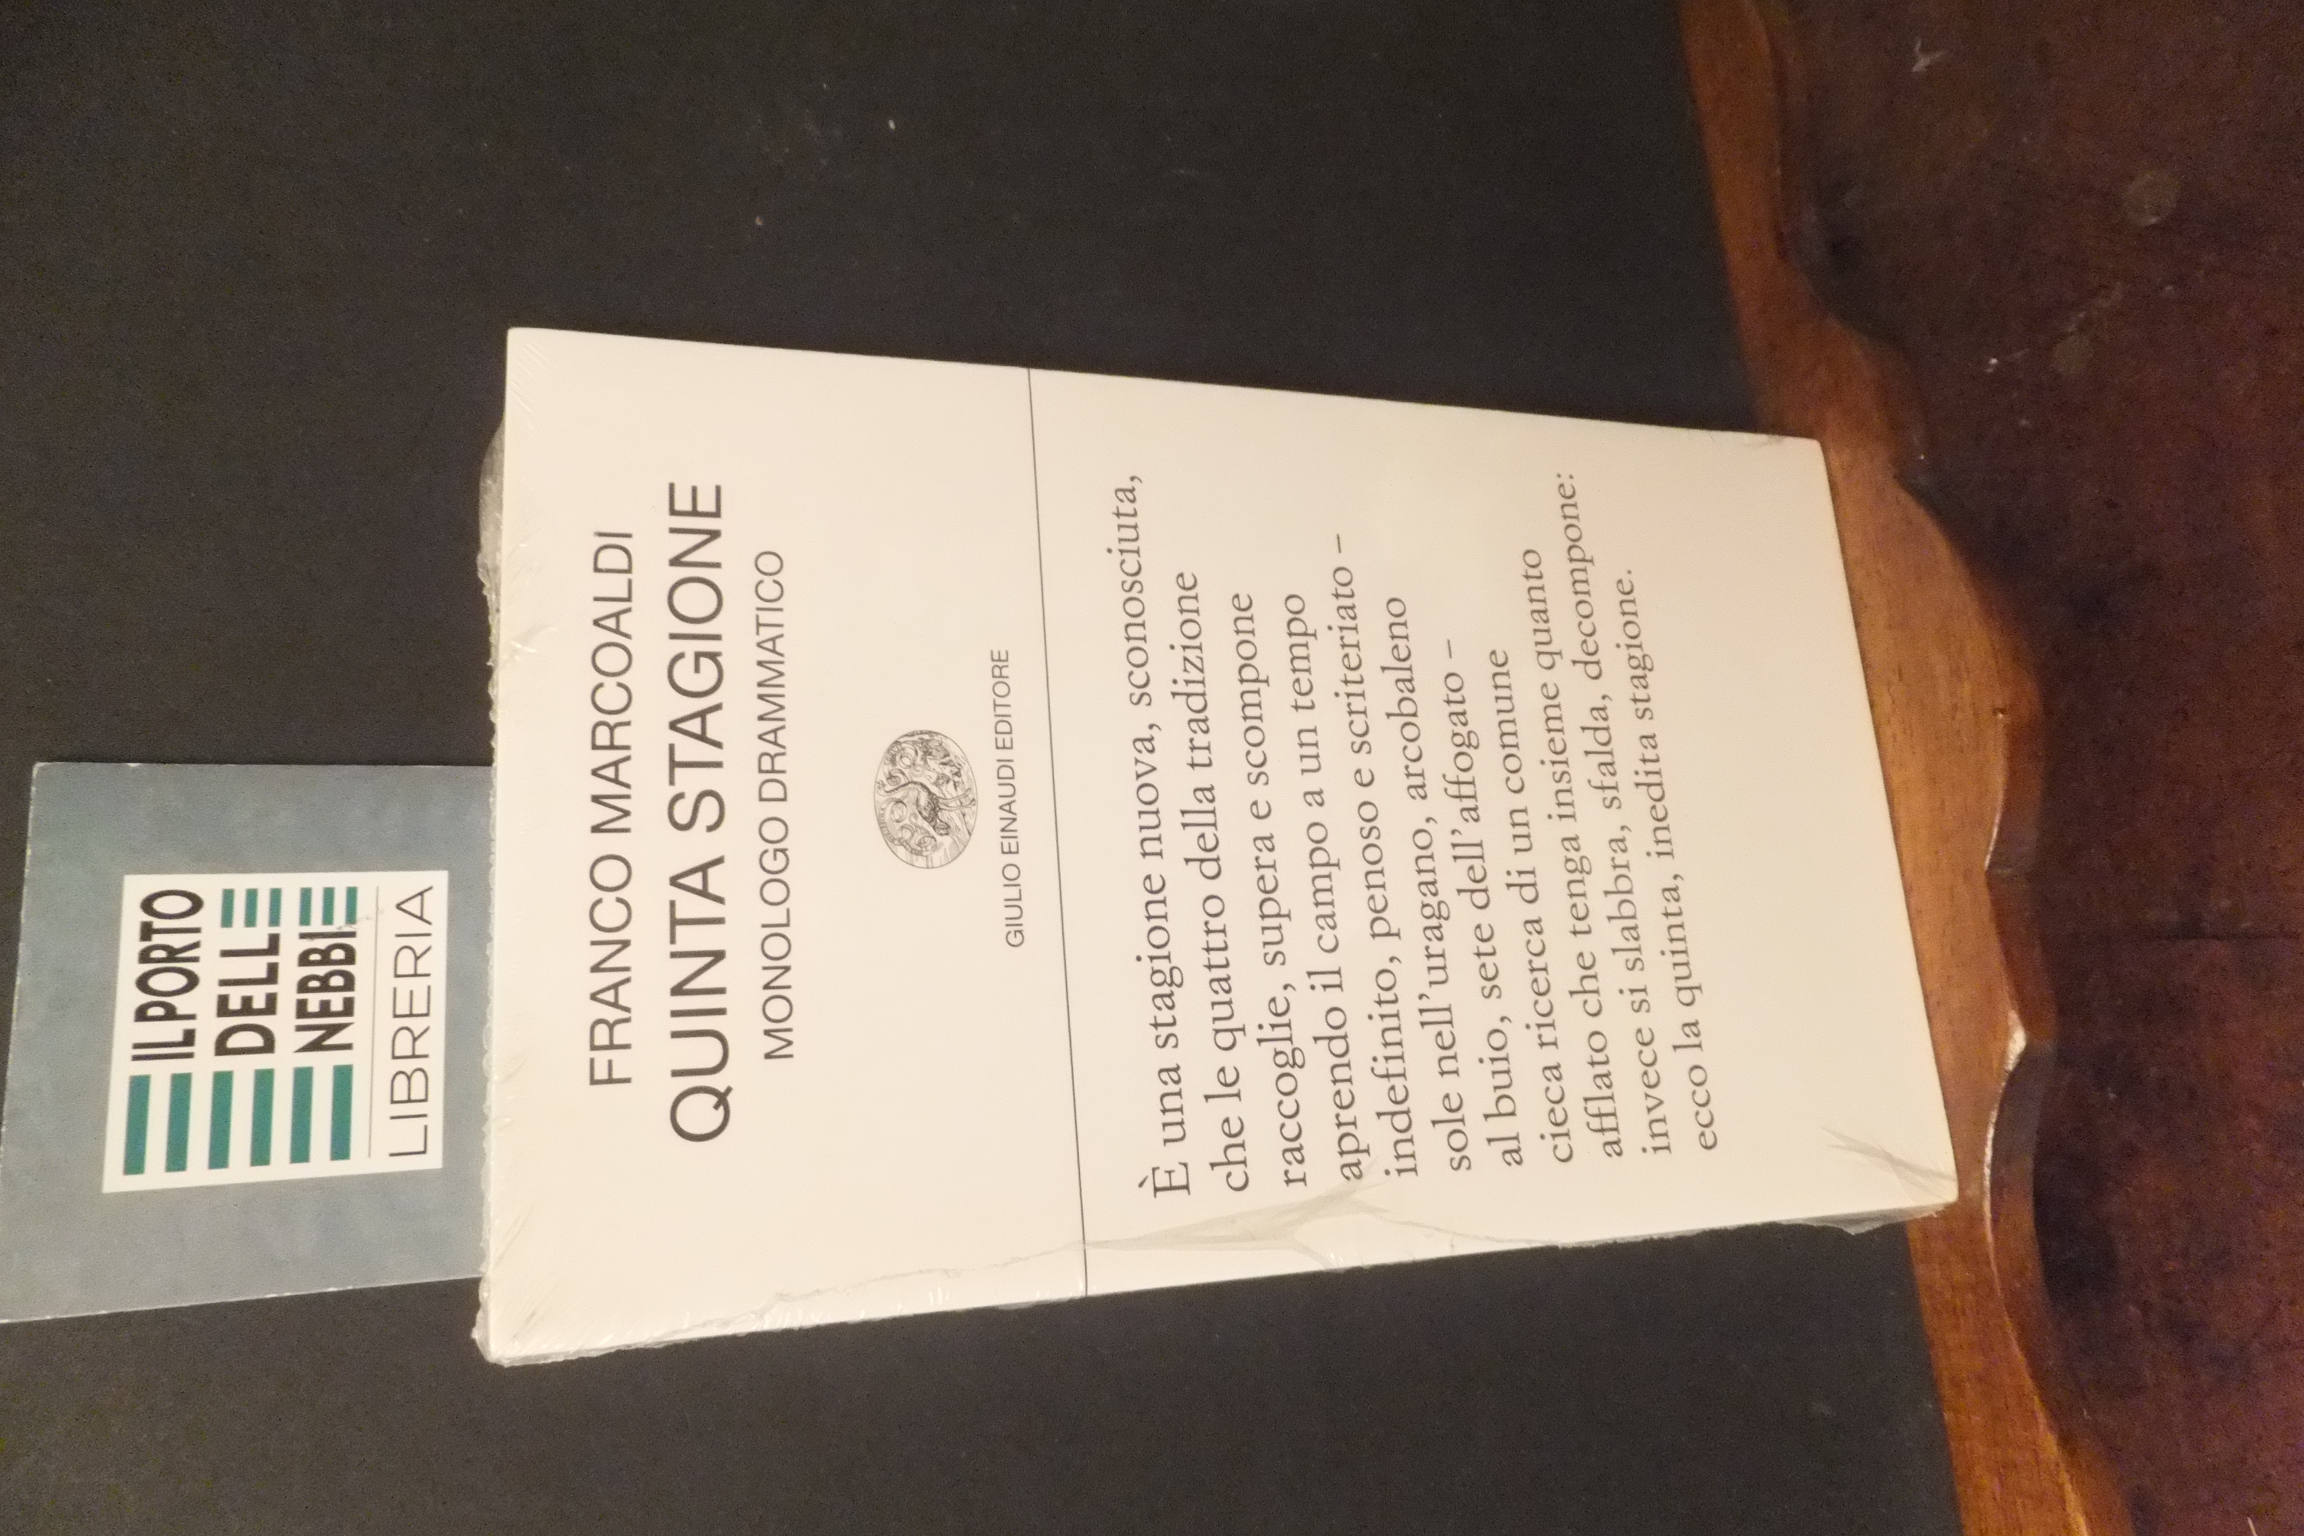 IL PORTO
DELLE
NEBBIE
LIBRERIA
FRANCO MARCOALDI
QUINTA STAGIONE
MONOLOGO DRAMMATICO
GIULIO EINAUDI EDITORE
È una stagione nuova, sconosciuta,
che le quattro della tradizione
raccoglie, supera e scompone
aprendo il campo a un tempo
indefinito, penoso e scriteriato –
sole nell'uragano, arcobaleno
al buio, sete dell'affogato –
cieca ricerca di un comune
afflato che tenga insieme quanto
invece si slabbra, sfalda, decompone:
ecco la quinta, inedita stagione.